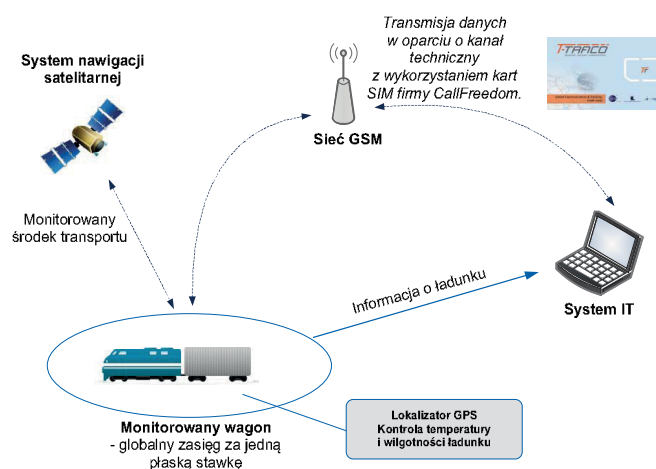 System nawigacji
satelitarnej
Transmisja danych
w oparciu o kanał
techniczny
z wykorzystaniem kart
SIM firmy CallFreedom.
T-TRACO
TF
Sieć GSM
Monitorowany
środek transportu
Informacja o ładunku
System IT
Monitorowany wagon
- globalny zasięg za jedną
płaską stawkę
Lokalizator GPS
Kontrola temperatury
i wilgotności ładunku